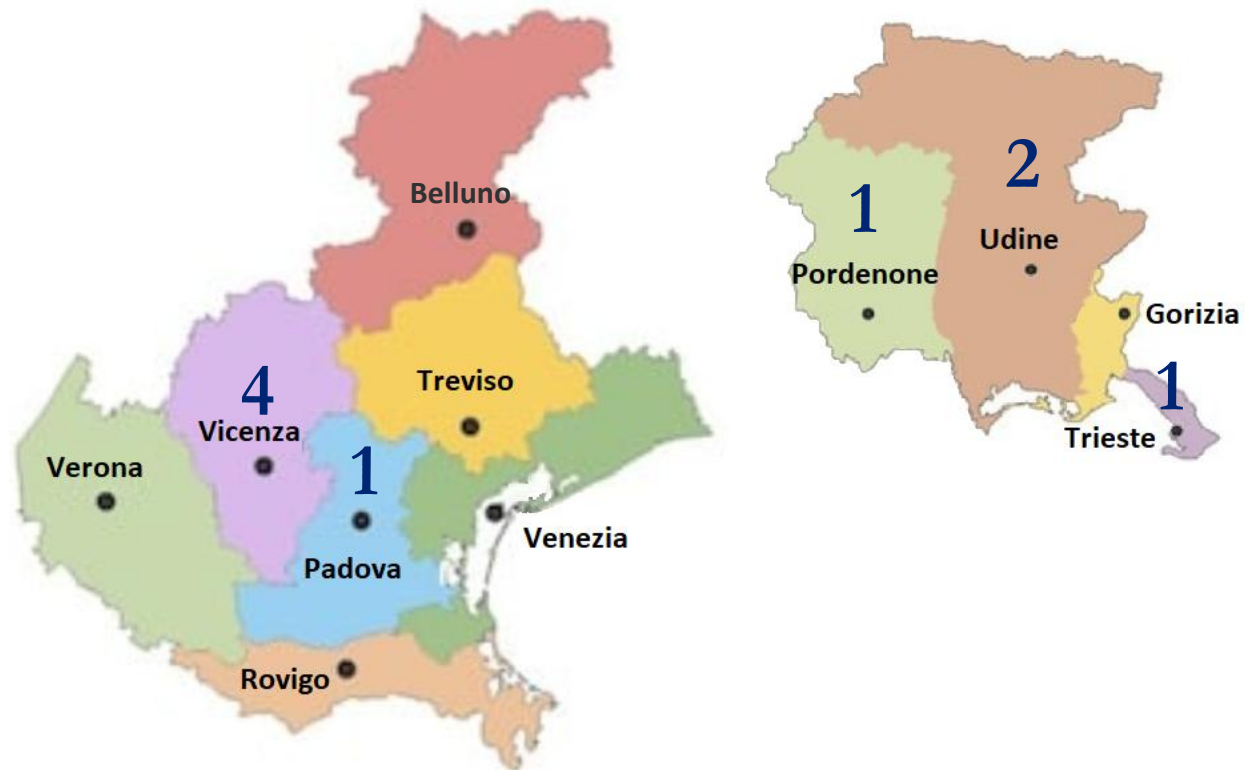 Belluno
Treviso
4
Vicenza
Verona
1
Padova
Venezia
Rovigo
2
1
Udine
Pordenone
Gorizia
1
Trieste